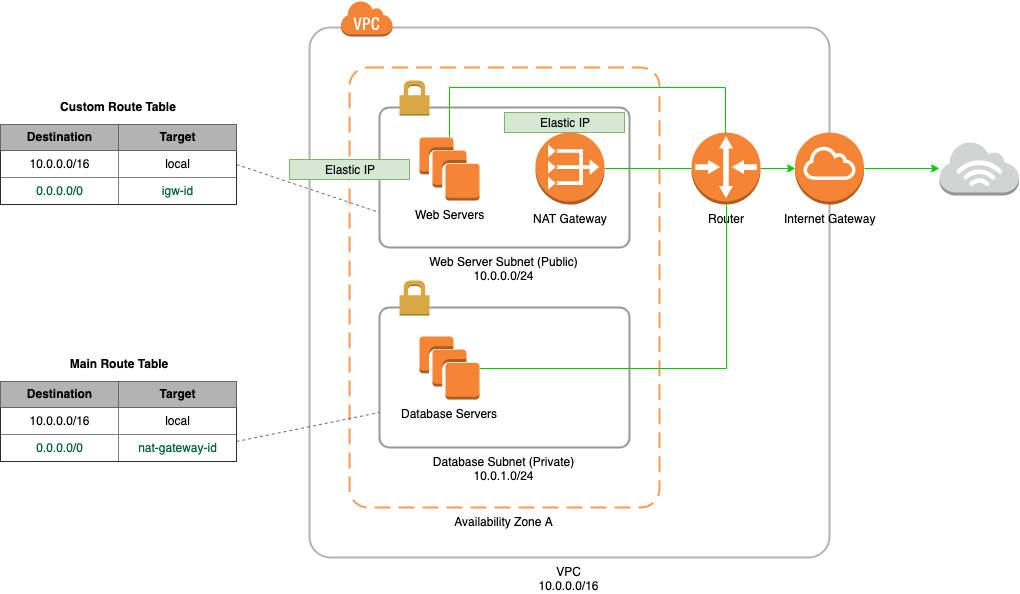 VPC
Custom Route Table
Destination Target
10.0.0.0/16 local
0.0.0.0/0 igw-id
Elastic IP
Elastic IP
Web Servers
NAT Gateway
Router
Internet Gateway
Web Server Subnet (Public)
10.0.0.0/24
Main Route Table
Destination Target
10.0.0.0/16 local
0.0.0.0/0 nat-gateway-id
Database Servers
Database Subnet (Private)
10.0.1.0/24
Availability Zone A
VPC
10.0.0.0/16